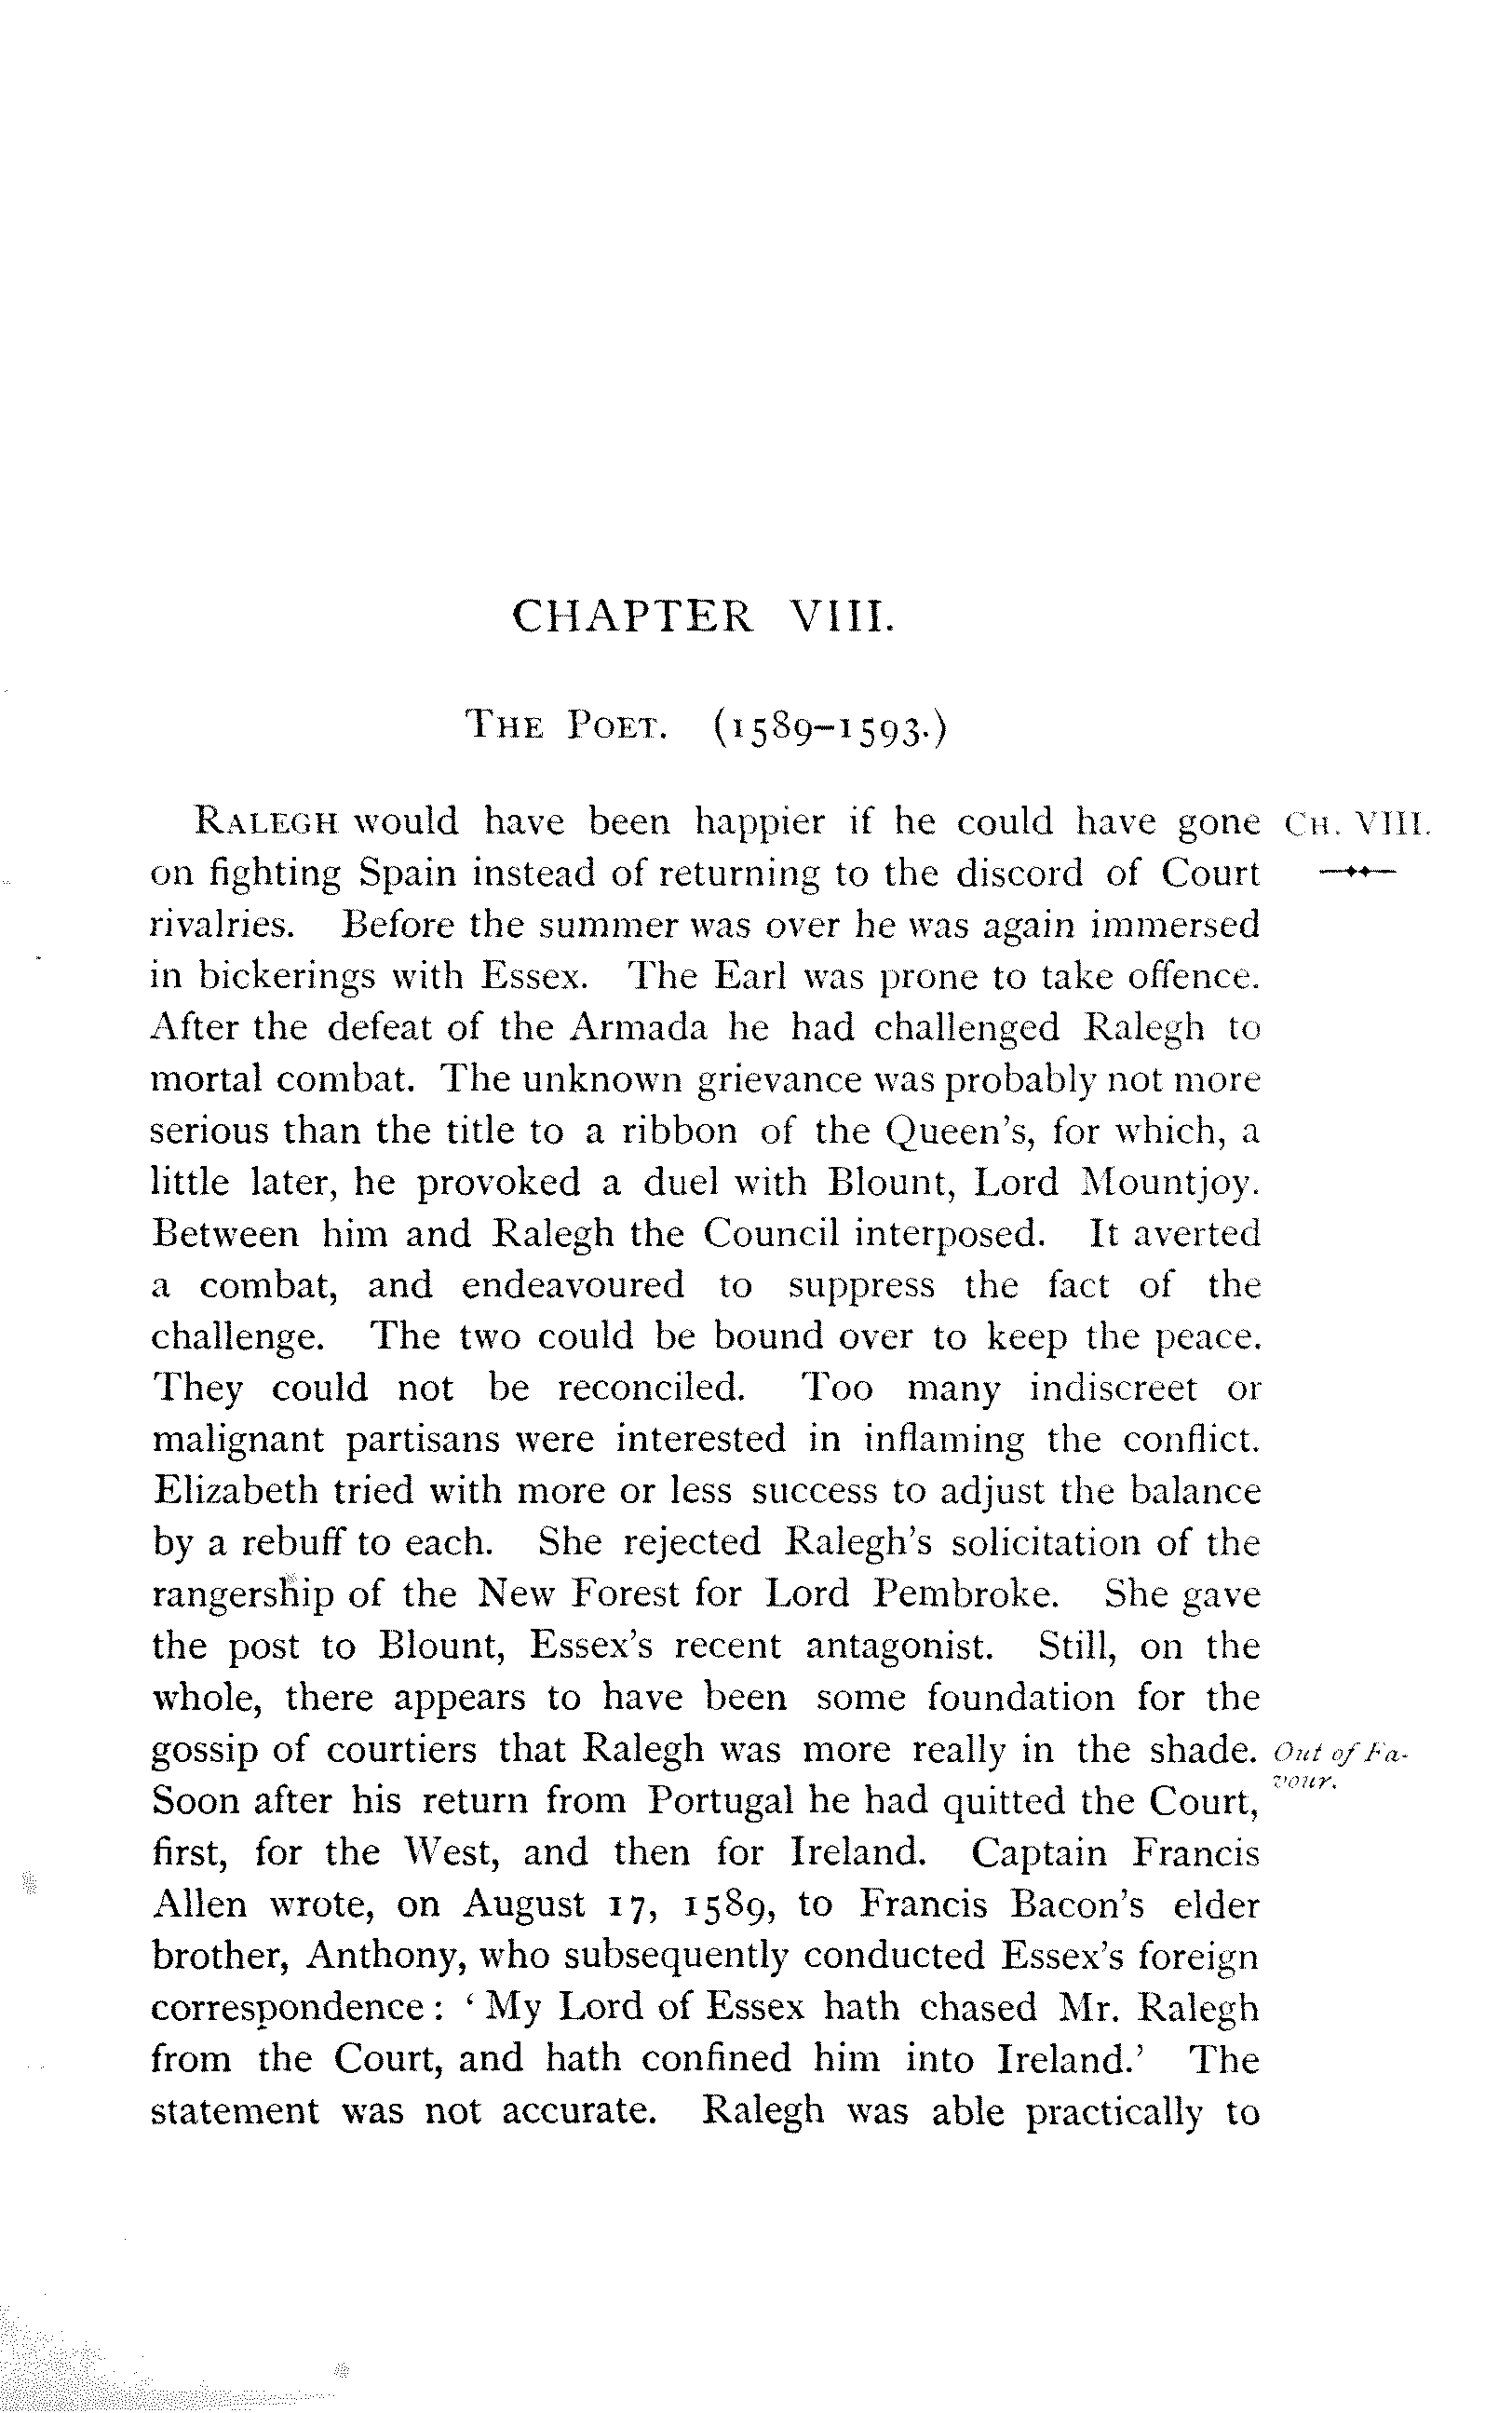 CHAPTER VIII.
THE POET. (1589-1593.)
RALEGH would have been happier if he could have gone
CH. VIII.
on fighting Spain instead of returning to the discord of Court
rivalries. Before the summer was over he was again immersed
in bickerings with Essex. The Earl was prone to take offence.
After the defeat of the Armada he had challenged Ralegh to
mortal combat. The unknown grievance was probably not more
serious than the title to a ribbon of the Queen's, for which, a
little later, he provoked a duel with Blount, Lord Mountjoy.
Between him and Ralegh the Council interposed. It averted
a combat, and endeavoured to suppress the fact of the
challenge. The two could be bound over to keep the peace.
They could not be reconciled. Too many indiscreet or
malignant partisans were interested in inflaming the conflict.
Elizabeth tried with more or less success to adjust the balance
by a rebuff to each. She rejected Ralegh's solicitation of the
rangership of the New Forest for Lord Pembroke. She gave
the post to Blount, Essex's recent antagonist. Still, on the
whole, there appears to have been some foundation for the
gossip of courtiers that Ralegh was more really in the shade.
Out of Fa-
vour.
Soon after his return from Portugal he had quitted the Court,
first, for the West, and then for Ireland. Captain Francis
Allen wrote, on August 17, 1589, to Francis Bacon's elder
brother, Anthony, who subsequently conducted Essex's foreign
correspondence: ‘My Lord of Essex hath chased Mr. Ralegh
from the Court, and hath confined him into Ireland.’ The
statement was not accurate. Ralegh was able practically to